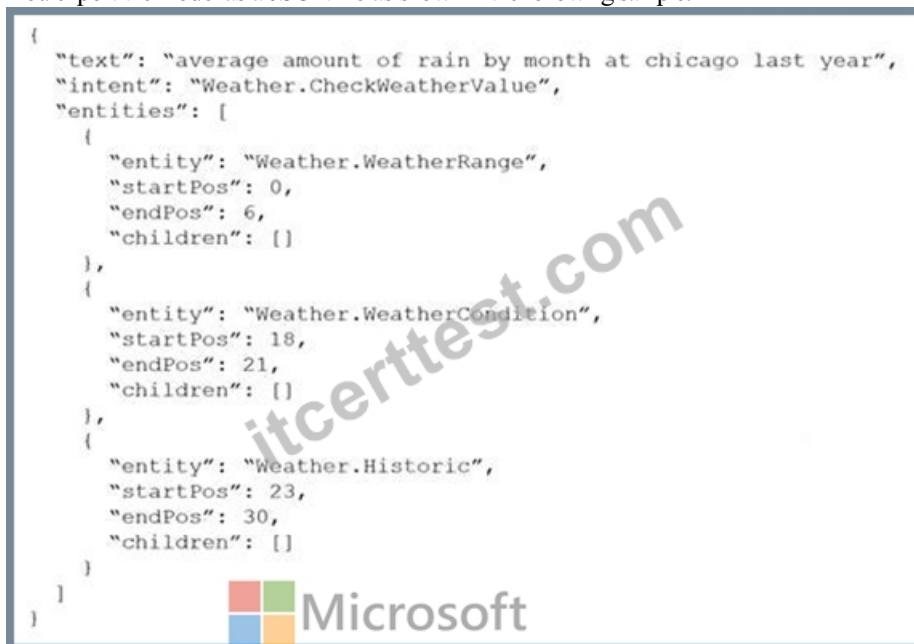 {
"text": "average amount of rain by month at chicago last year",
"intent": "Weather.CheckWeatherValue",
"entities": [
{
"entity": "Weather.WeatherRange",
"startPos": 0,
"endPos": 6,
"children": []
},
{
"entity": "Weather.WeatherCondition",
"startPos": 18,
"endPos": 21,
"children": []
},
{
"entity": "Weather.Historic",
"startPos": 23,
"endPos": 30,
"children": []
}
]
}
itcerttest.com
Microsoft